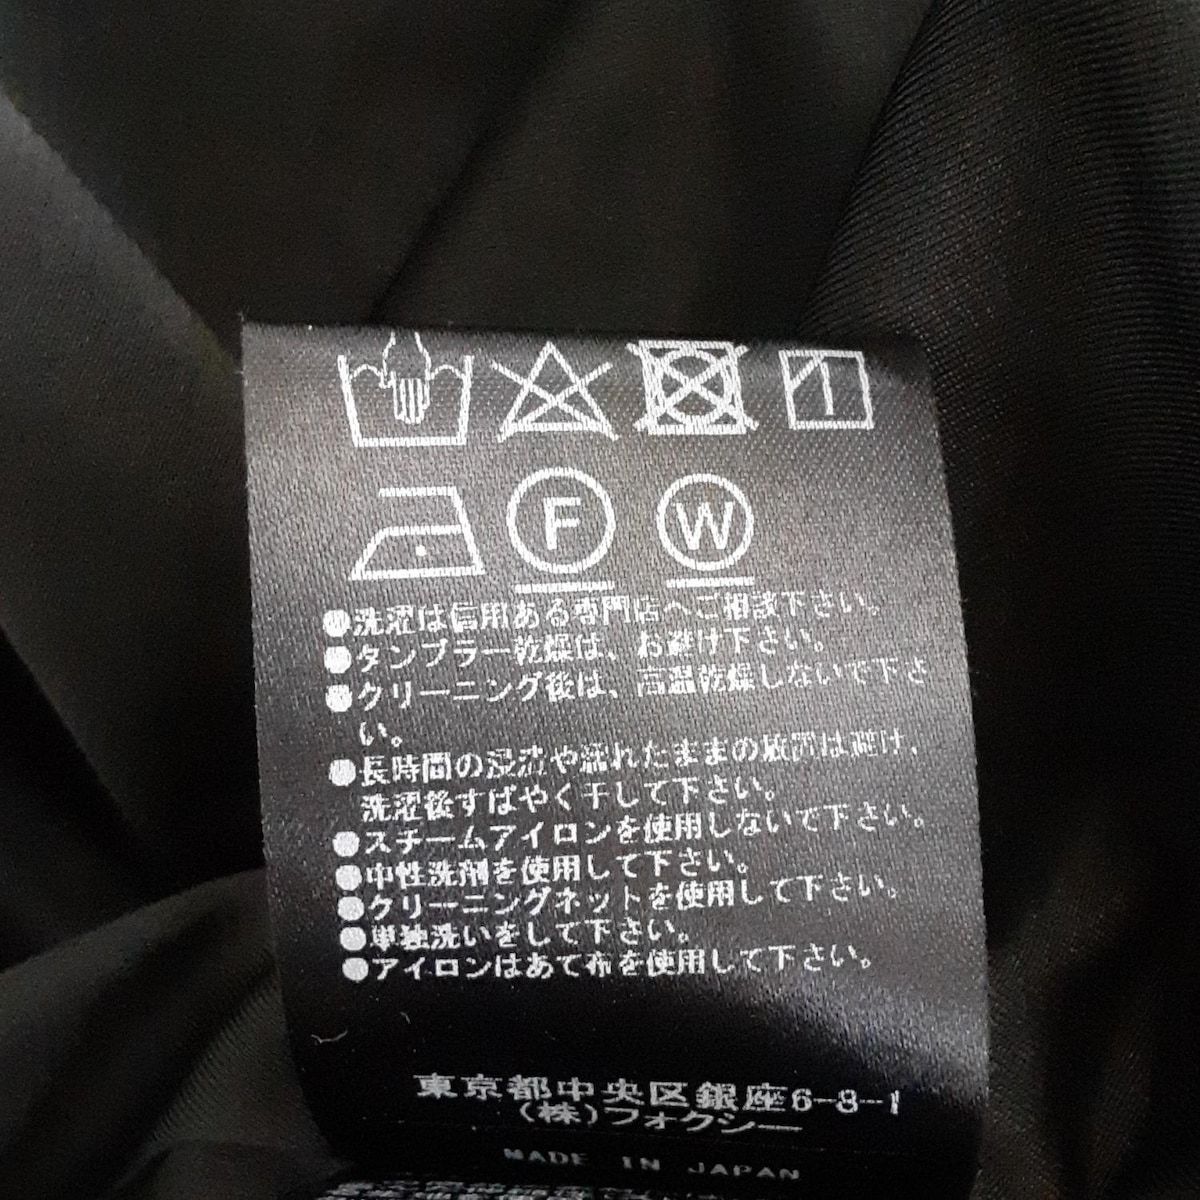 F W
●洗濯は信用ある専門店へご相談下さい。
●タンブラー乾燥は、お避け下さい。
●クリーニング後は、高温乾燥しないで下さ
い。
●長時間の浸漬や濡れたままの放置は避け、
洗濯後すばやく干して下さい。
●スチームアイロンを使用しないで下さい。
●中性洗剤を使用して下さい。
●クリーニングネットを使用して下さい。
●単独洗いをして下さい。
●アイロンはあて布を使用して下さい。
東京都中央区銀座
(株)フォクシー
MADE IN JAPAN